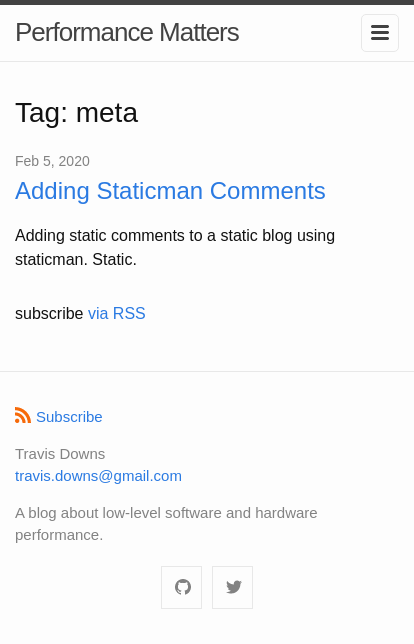 Performance Matters
Tag: meta
Feb 5, 2020
Adding Staticman Comments
Adding static comments to a static blog using
staticman. Static.
subscribe via RSS
Subscribe
Travis Downs
travis.downs@gmail.com
A blog about low-level software and hardware
performance.